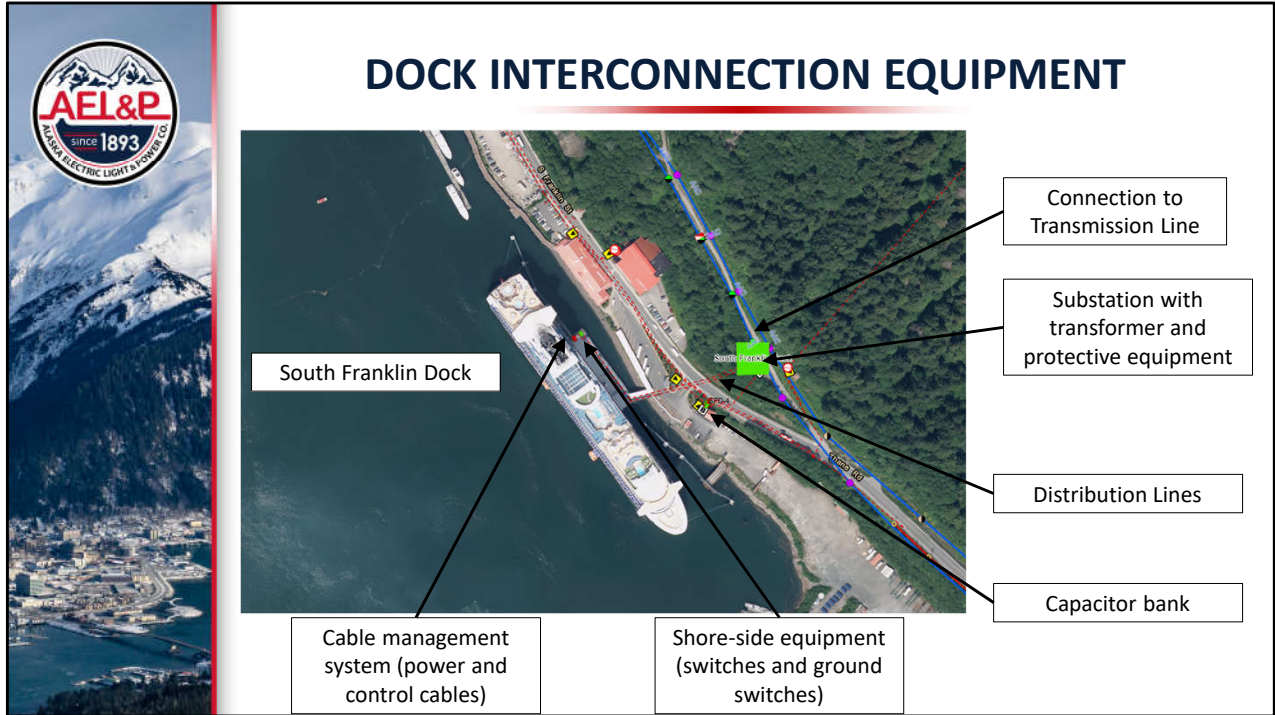 DOCK INTERCONNECTION EQUIPMENT
AEL&P
since 1893
ALASKA ELECTRIC LIGHT & POWER CO.
S Franklin St
Connection to
Transmission Line
Substation with
transformer and
protective equipment
South Franklin Dock
Distribution Lines
Capacitor bank
Cable management
system (power and
control cables)
Shore-side equipment
(switches and ground
switches)